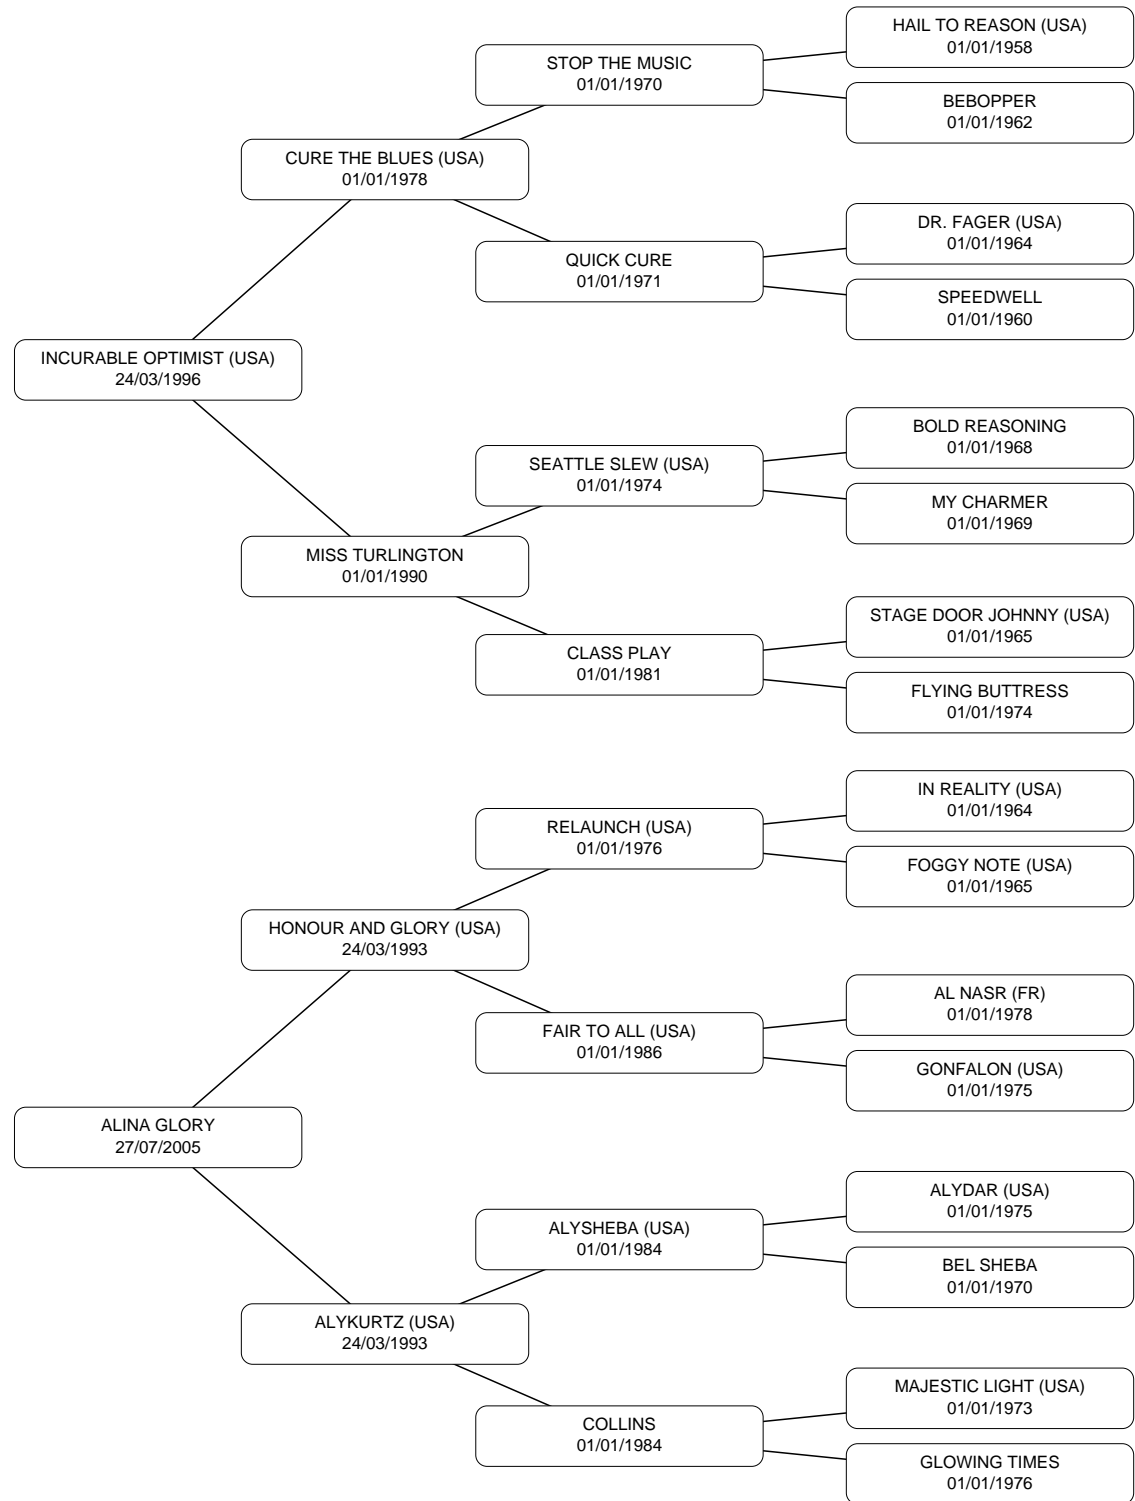 HAIL TO REASON (USA)
01/01/1958
STOP THE MUSIC
01/01/1970
BEBOPPER
01/01/1962
CURE THE BLUES (USA)
01/01/1978
DR. FAGER (USA)
01/01/1964
QUICK CURE
01/01/1971
SPEEDWELL
01/01/1960
INCURABLE OPTIMIST (USA)
24/03/1996
BOLD REASONING
01/01/1968
SEATTLE SLEW (USA)
01/01/1974
MY CHARMER
01/01/1969
MISS TURLINGTON
01/01/1990
STAGE DOOR JOHNNY (USA)
01/01/1965
CLASS PLAY
01/01/1981
FLYING BUTTRESS
01/01/1974
IN REALITY (USA)
01/01/1964
RELAUNCH (USA)
01/01/1976
FOGGY NOTE (USA)
01/01/1965
HONOUR AND GLORY (USA)
24/03/1993
AL NASR (FR)
01/01/1978
FAIR TO ALL (USA)
01/01/1986
GONFALON (USA)
01/01/1975
ALINA GLORY
27/07/2005
ALYDAR (USA)
01/01/1975
ALYSHEBA (USA)
01/01/1984
BEL SHEBA
01/01/1970
ALYKURTZ (USA)
24/03/1993
MAJESTIC LIGHT (USA)
01/01/1973
COLLINS
01/01/1984
GLOWING TIMES
01/01/1976